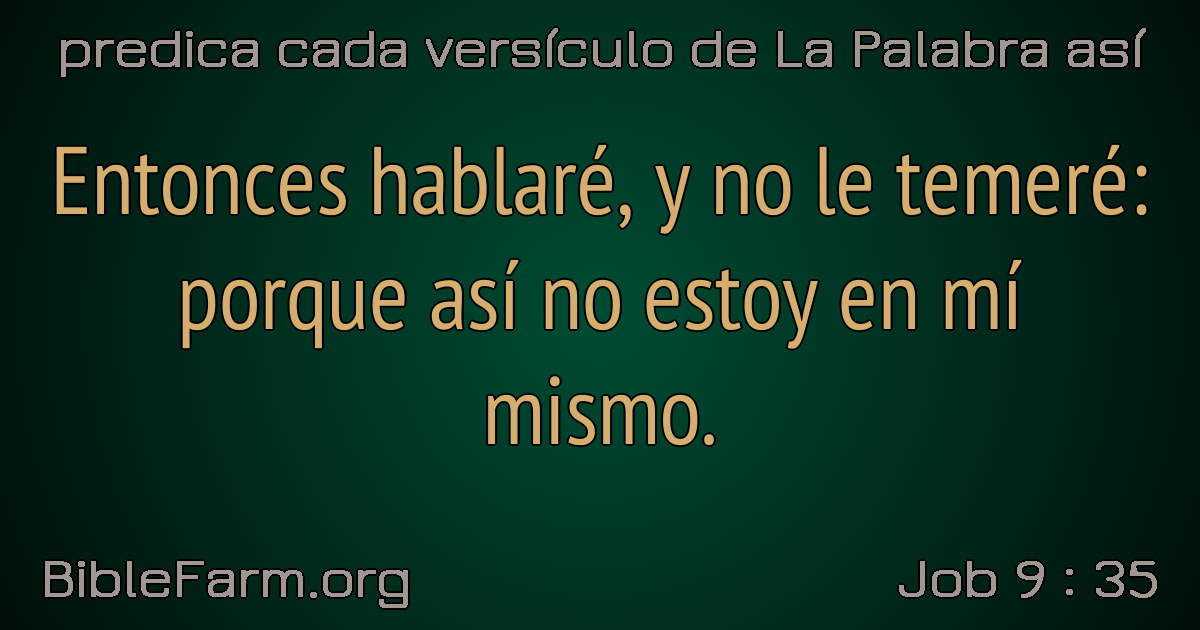 predica cada versículo de La Palabra así
Entonces hablaré, y no le temeré:
porque así no estoy en mí
mismo.
BibleFarm.org
Job 9 : 35